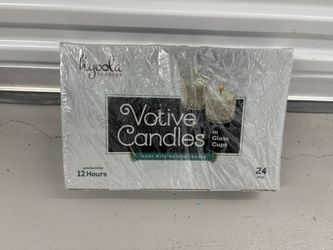 Hyoola
CANDLES
Votive
Candles
in
Glass
Cups
MADE WITH NATURAL WAXES
12 Hours
24